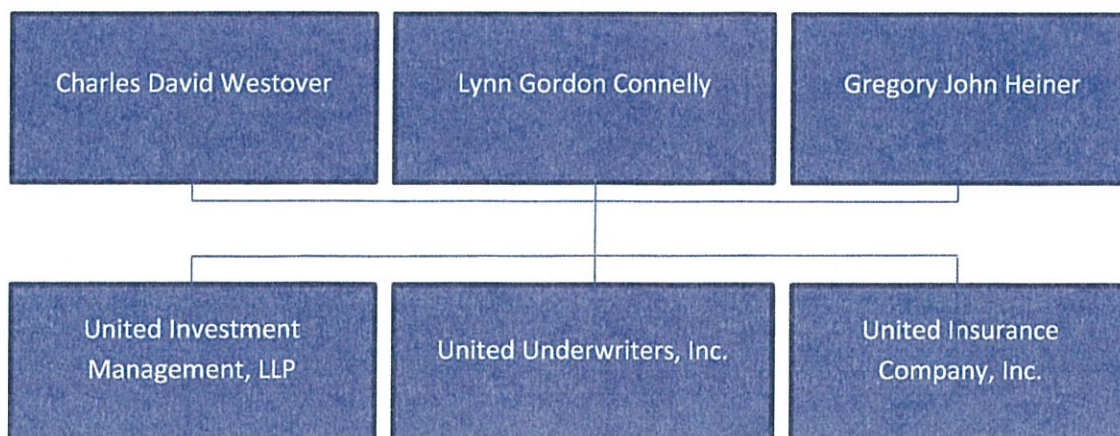 Charles David Westover
Lynn Gordon Connelly
Gregory John Heiner
United Investment
Management, LLP
United Underwriters, Inc.
United Insurance
Company, Inc.